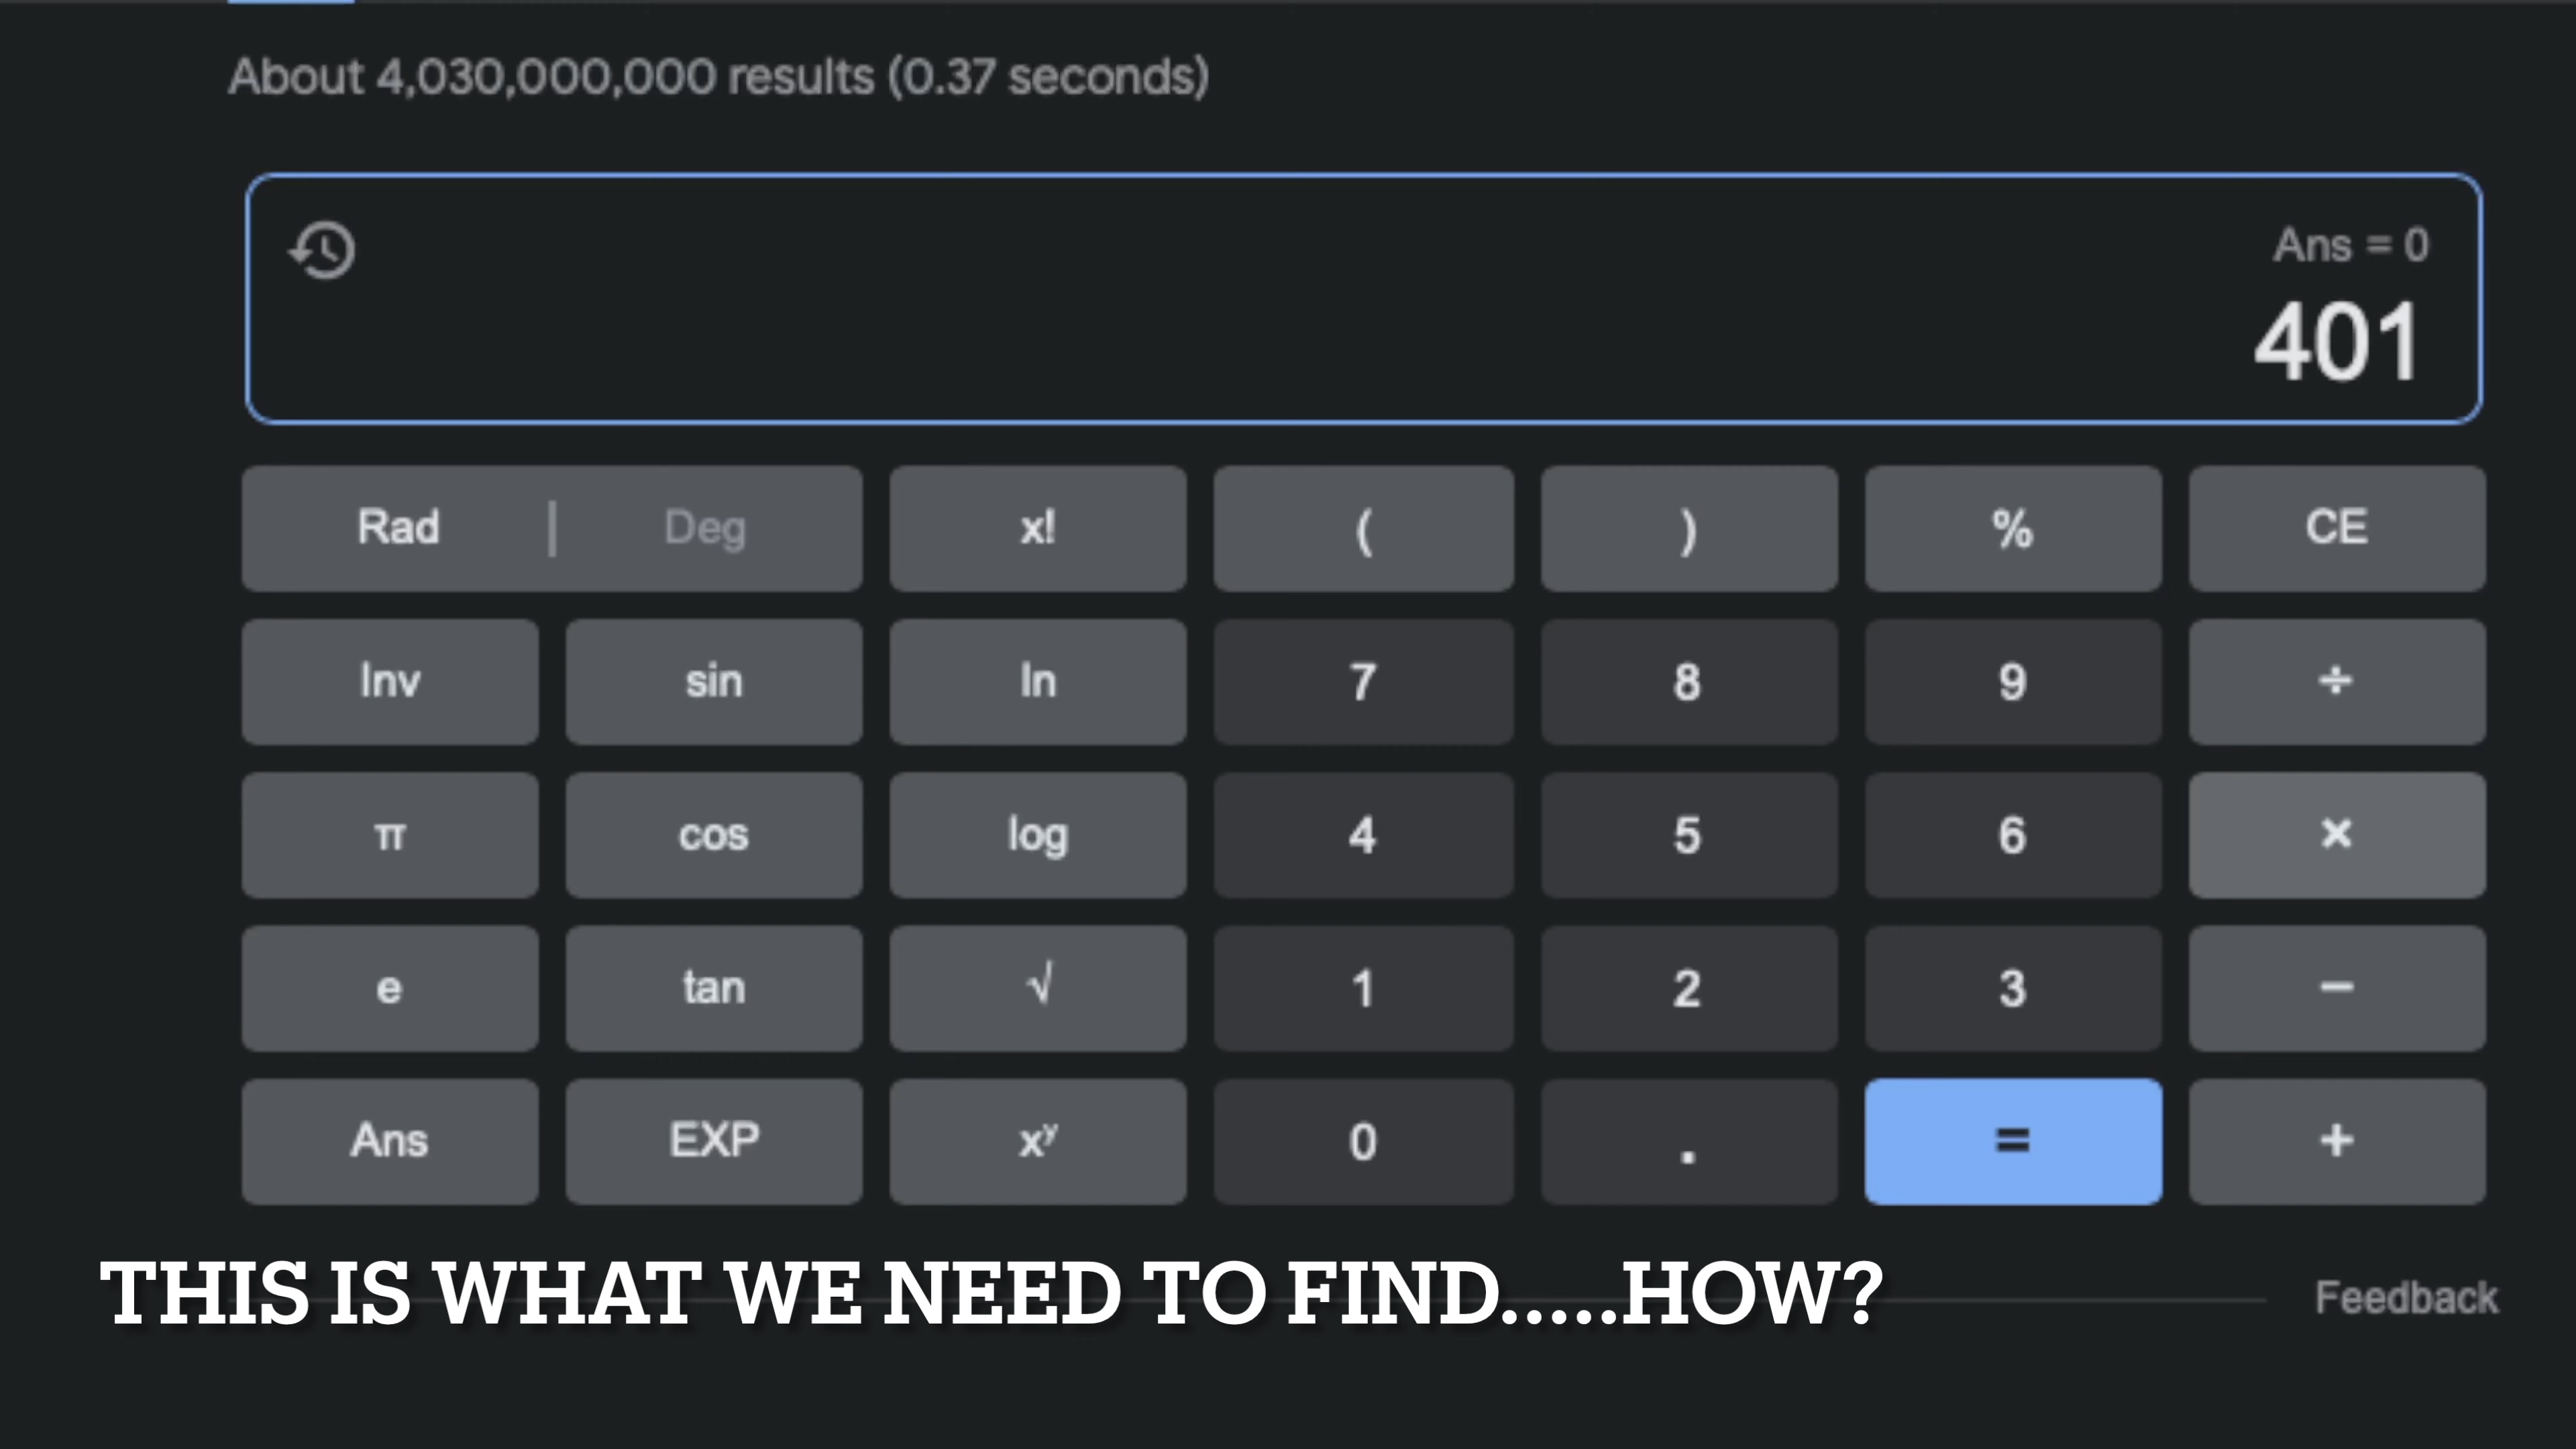 About 4,030,000,000 results (0.37 seconds)
Ans = 0
401
Rad | Deg x! ( ) % CE
Inv sin ln 7 8 9 ÷
π cos log 4 5 6 ×
e tan √ 1 2 3 −
Ans EXP xʸ 0 . = +
THIS IS WHAT WE NEED TO FIND.....HOW?
Feedback